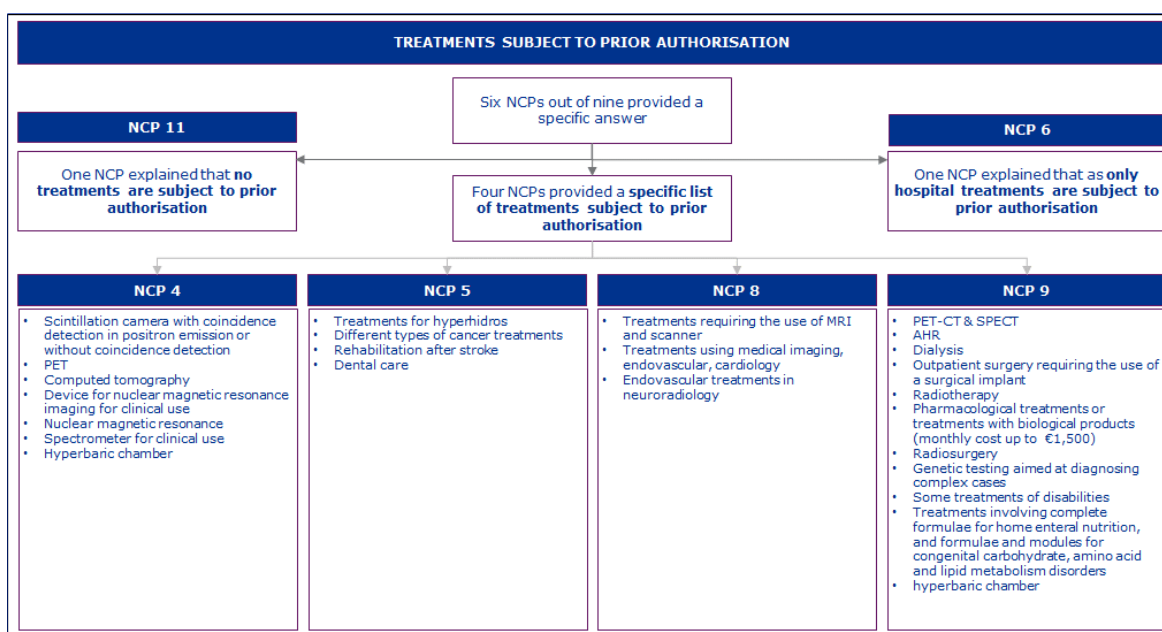 TREATMENTS SUBJECT TO PRIOR AUTHORISATION
Six NCPs out of nine provided a
specific answer
NCP 11
One NCP explained that no
treatments are subject to prior
authorisation
NCP 6
One NCP explained that as only
hospital treatments are subject to
prior authorisation
Four NCPs provided a specific list
of treatments subject to prior
authorisation
NCP 4
• Scintillation camera with coincidence
detection in positron emission or
without coincidence detection
• PET
• Computed tomography
• Device for nuclear magnetic resonance
imaging for clinical use
• Nuclear magnetic resonance
• Spectrometer for clinical use
• Hyperbaric chamber
NCP 5
• Treatments for hyperhidros
• Different types of cancer treatments
• Rehabilitation after stroke
• Dental care
NCP 8
• Treatments requiring the use of MRI
and scanner
• Treatments using medical imaging,
endovascular, cardiology
• Endovascular treatments in
neuroradiology
NCP 9
• PET-CT & SPECT
• AHR
• Dialysis
• Outpatient surgery requiring the use of
a surgical implant
• Radiotherapy
• Pharmacological treatments or
treatments with biological products
(monthly cost up to €1,500)
• Radiosurgery
• Genetic testing aimed at diagnosing
complex cases
• Some treatments of disabilities
• Treatments involving complete
formulae for home enteral nutrition,
and formulae and modules for
congenital carbohydrate, amino acid
and lipid metabolism disorders
• hyperbaric chamber